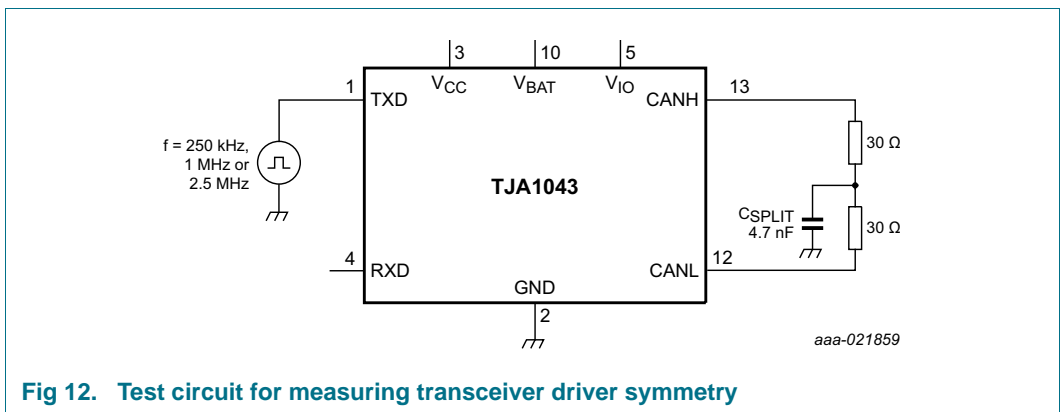 3
10
5
1
TXD
VCC
VBAT
VIO
CANH
13
f = 250 kHz,
1 MHz or
2.5 MHz
30 Ω
TJA1043
CSPLIT
4.7 nF
30 Ω
4
RXD
12
CANL
GND
2
aaa-021859
Fig 12. Test circuit for measuring transceiver driver symmetry